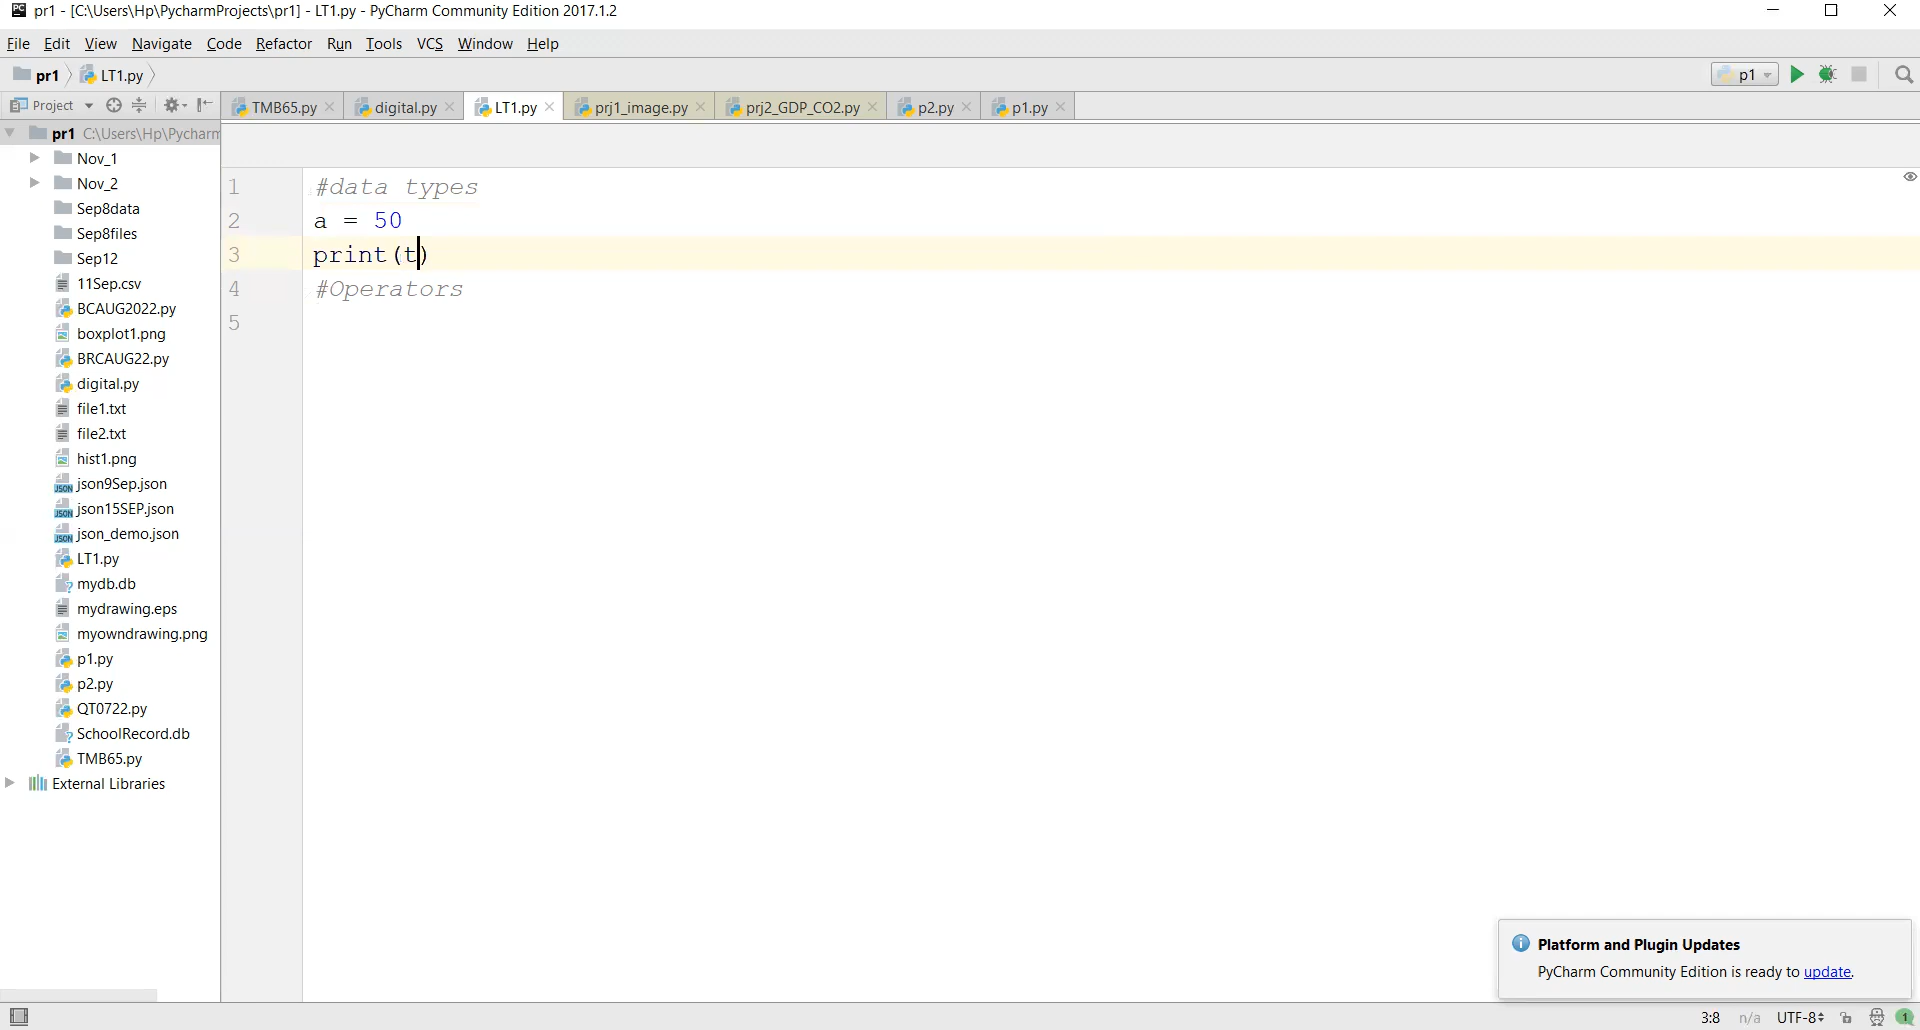 PC pr1 - [C:\Users\Hp\PycharmProjects\pr1] - LT1.py - PyCharm Community Edition 2017.1.2
File Edit View Navigate Code Refactor Run Tools VCS Window Help
pr1 LT1.py p1
Project TMB65.py digital.py LT1.py prj1_image.py prj2_GDP_CO2.py p2.py p1.py
pr1 C:\Users\Hp\Pycharm
Nov_1
Nov_2
Sep8data
Sep8files
Sep12
11Sep.csv
BCAUG2022.py
boxplot1.png
BRCAUG22.py
digital.py
file1.txt
file2.txt
hist1.png
json9Sep.json
json15SEP.json
json_demo.json
LT1.py
mydb.db
mydrawing.eps
myowndrawing.png
p1.py
p2.py
QT0722.py
SchoolRecord.db
TMB65.py
External Libraries
1 #data types
2 a = 50
3 print(t)
4 #Operators
5
Platform and Plugin Updates
PyCharm Community Edition is ready to update.
3:8 n/a UTF-8 1